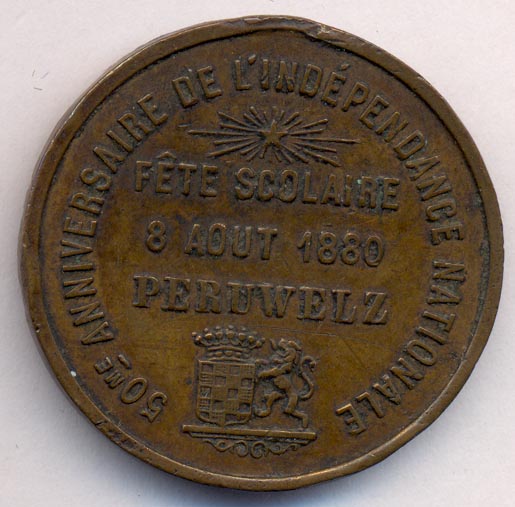 50ME ANNIVERSAIRE DE L'INDÉPENDANCE NATIONALE
FÊTE SCOLAIRE
8 AOUT 1880
PERUWELZ